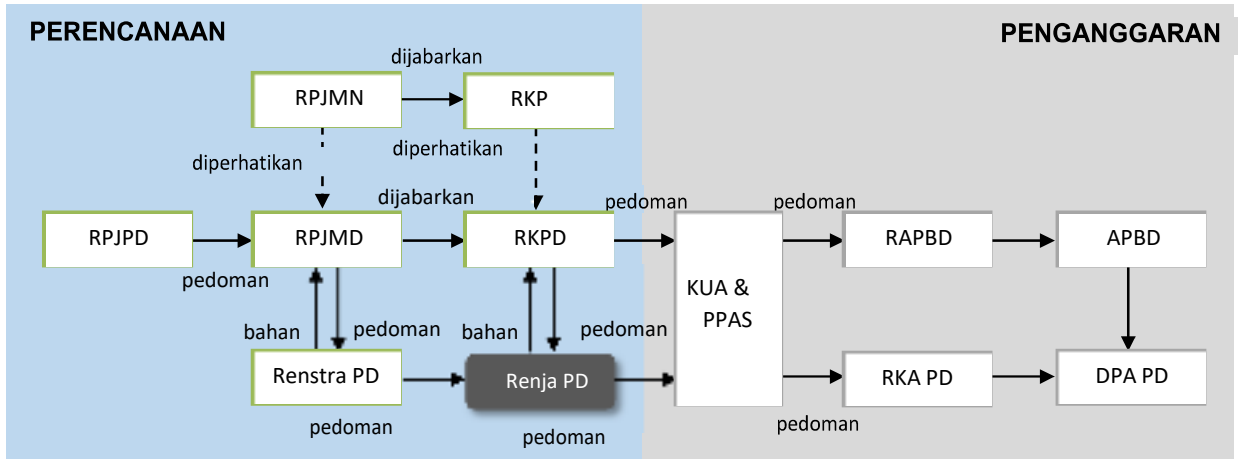 PERENCANAAN
PENGANGGARAN
dijabarkan
RPJMN
RKP
diperhatikan
diperhatikan
dijabarkan
pedoman
pedoman
RPJPD
RPJMD
RKPD
RAPBD
APBD
pedoman
KUA &
PPAS
bahan
pedoman
bahan
pedoman
Renstra PD
Renja PD
RKA PD
DPA PD
pedoman
pedoman
pedoman